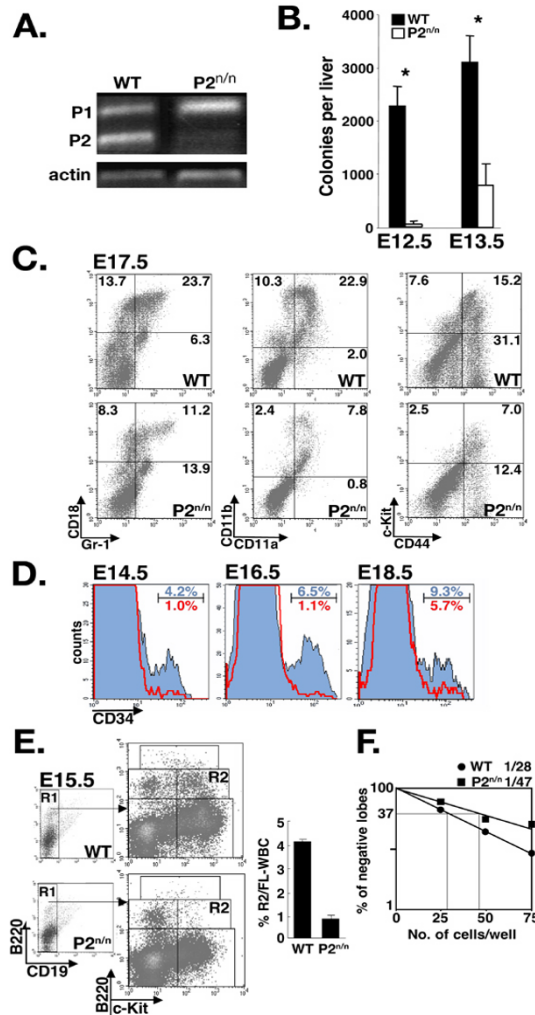 A.
WT P2n/n
P1
P2
actin
B.
WT
P2n/n
Colonies per liver
4000
3000
2000
1000
0
*
*
E12.5 E13.5
C.
E17.5
13.7 23.7
6.3
WT
10.3 22.9
2.0
WT
7.6 15.2
31.1
WT
8.3 11.2
13.9
P2n/n
2.4 7.8
0.8
P2n/n
2.5 7.0
12.4
P2n/n
CD18
Gr-1
CD11b
CD11a
c-Kit
CD44
D.
E14.5
4.2%
1.0%
E16.5
6.5%
1.1%
E18.5
9.3%
5.7%
counts
CD34
E.
E15.5
R1
WT
R2
R1
P2n/n
R2
B220
CD19
B220
c-Kit
% R2/FL-WBC
5
4
3
2
1
0
WT P2n/n
F.
WT 1/28
P2n/n 1/47
% of negative lobes
100
37
1
0 25 50 75
No. of cells/well